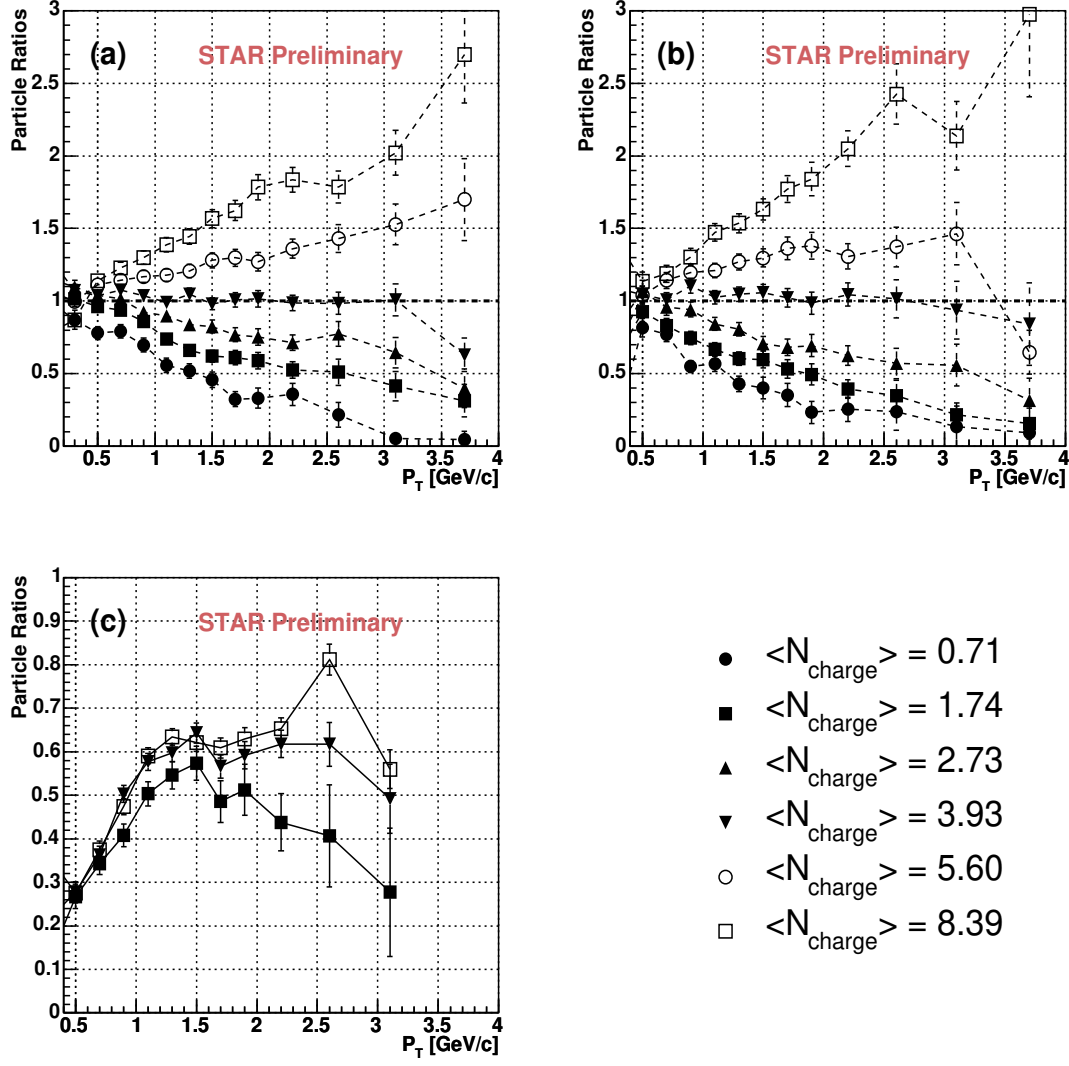 (a)
STAR Preliminary
Particle Ratios
3
2.5
2
1.5
1
0.5
0
0.5 1 1.5 2 2.5 3 3.5 4
P_T [GeV/c]
(b)
STAR Preliminary
Particle Ratios
3
2.5
2
1.5
1
0.5
0
0.5 1 1.5 2 2.5 3 3.5 4
P_T [GeV/c]
(c)
STAR Preliminary
Particle Ratios
1
0.9
0.8
0.7
0.6
0.5
0.4
0.3
0.2
0.1
0
0.5 1 1.5 2 2.5 3 3.5 4
P_T [GeV/c]
<N_charge> = 0.71
<N_charge> = 1.74
<N_charge> = 2.73
<N_charge> = 3.93
<N_charge> = 5.60
<N_charge> = 8.39